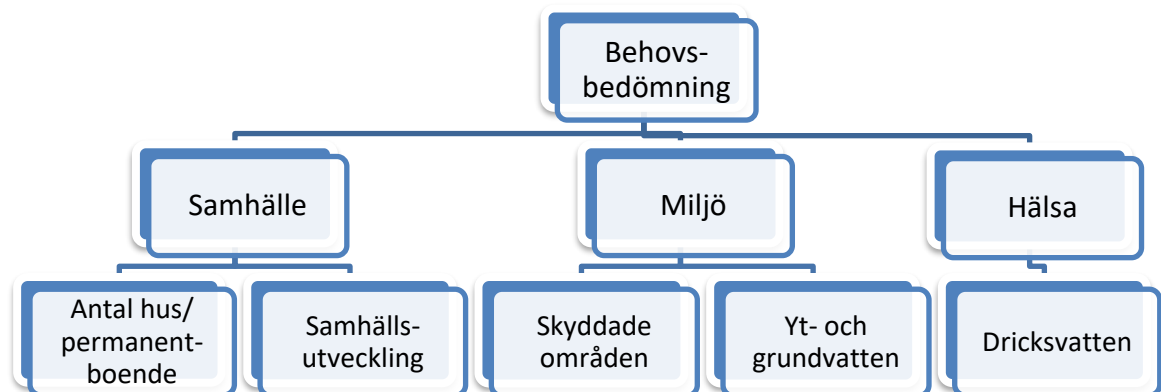 Behovs-
bedömning
Samhälle
Miljö
Hälsa
Antal hus/
permanent-
boende
Samhälls-
utveckling
Skyddade
områden
Yt- och
grundvatten
Dricksvatten